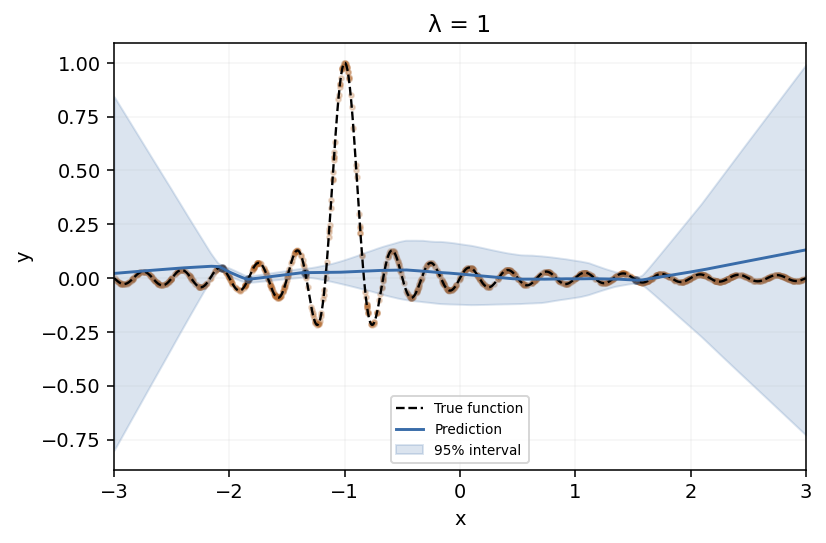 λ = 1
1.00
0.75
0.50
0.25
0.00
−0.25
−0.50
−0.75
y
True function
Prediction
95% interval
−3 −2 −1 0 1 2 3
x